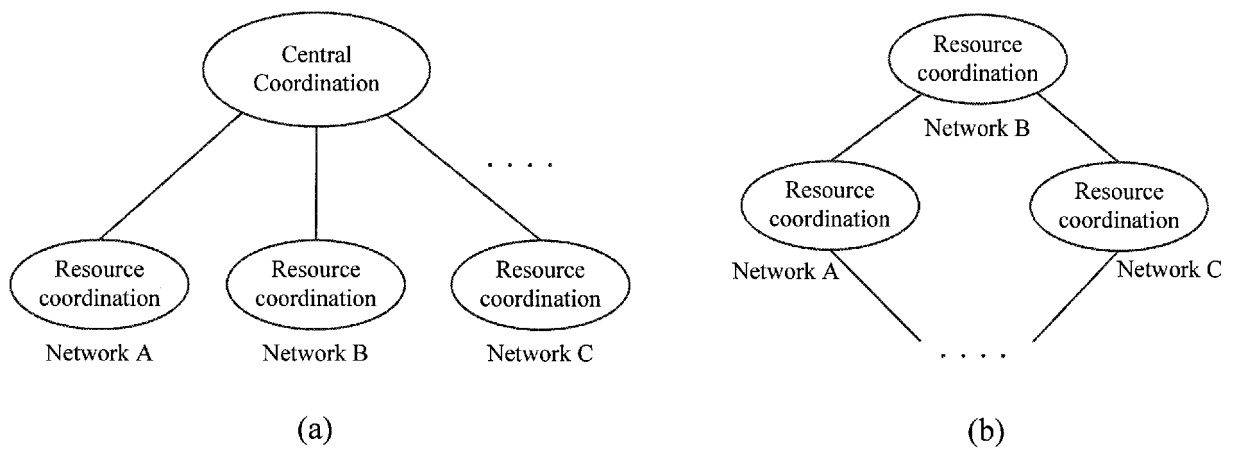 Central
Coordination
. . . .
Resource
coordination
Network A
Resource
coordination
Network B
Resource
coordination
Network C
(a)
Resource
coordination
Network B
Resource
coordination
Network A
Resource
coordination
Network C
. . . .
(b)